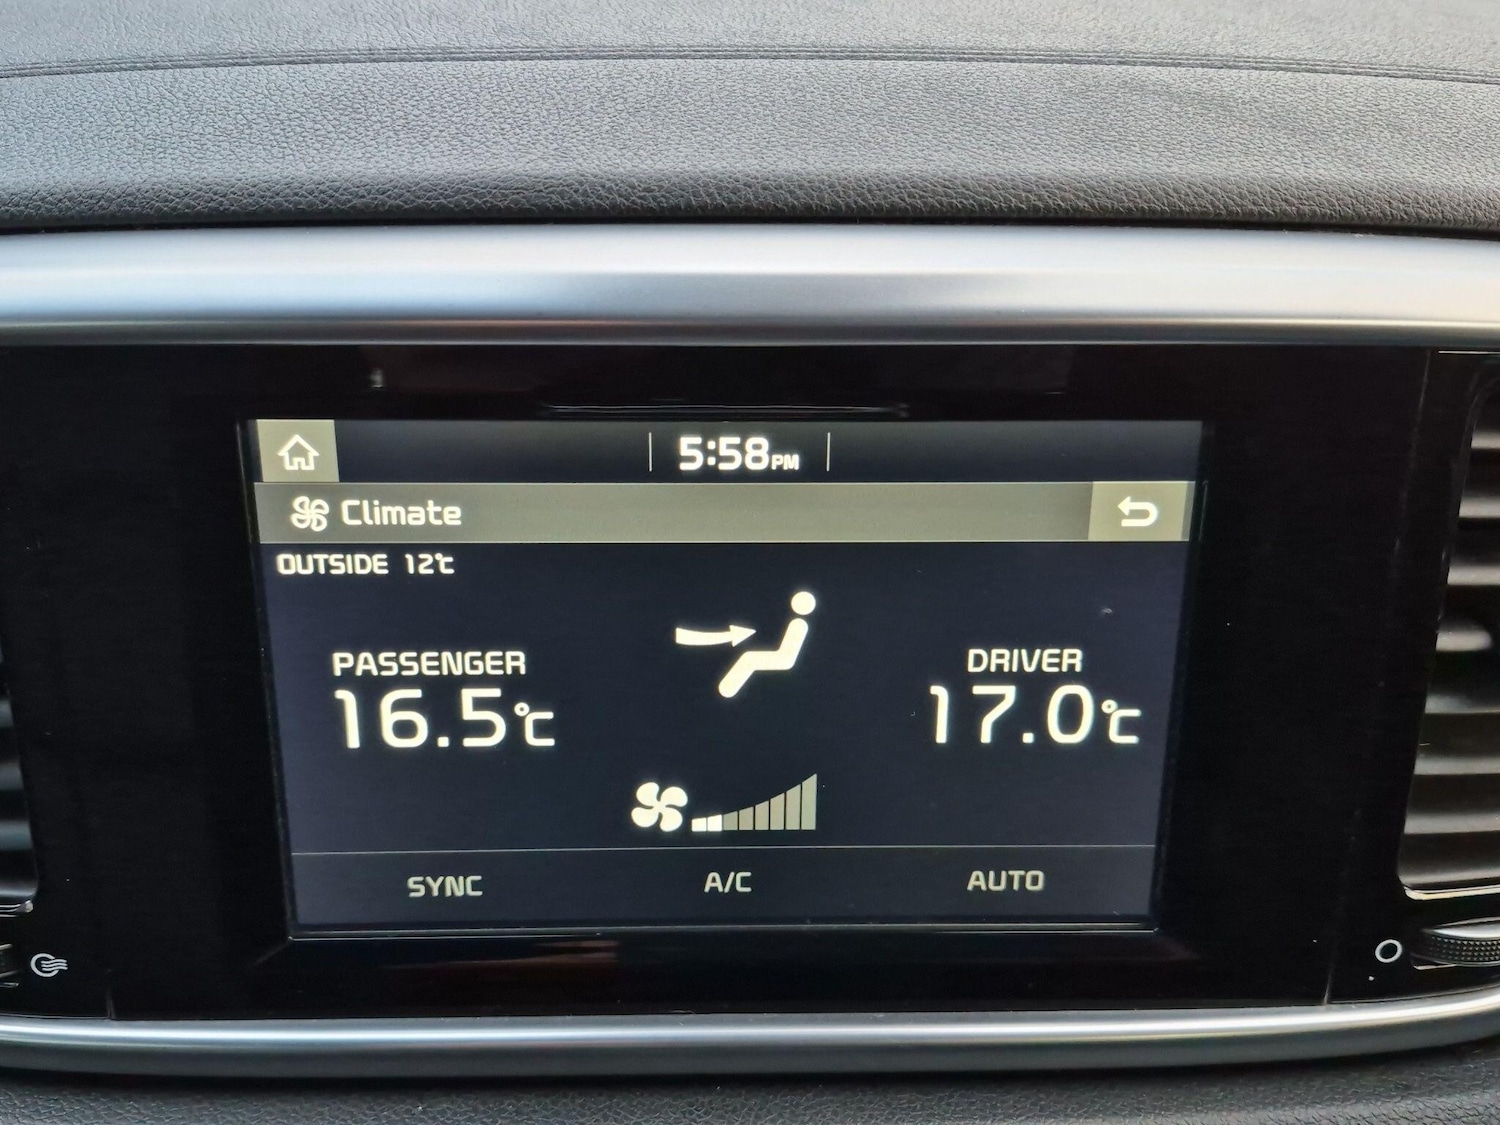 5:58PM
Climate
OUTSIDE 12℃
PASSENGER
16.5℃
DRIVER
17.0℃
SYNC A/C AUTO